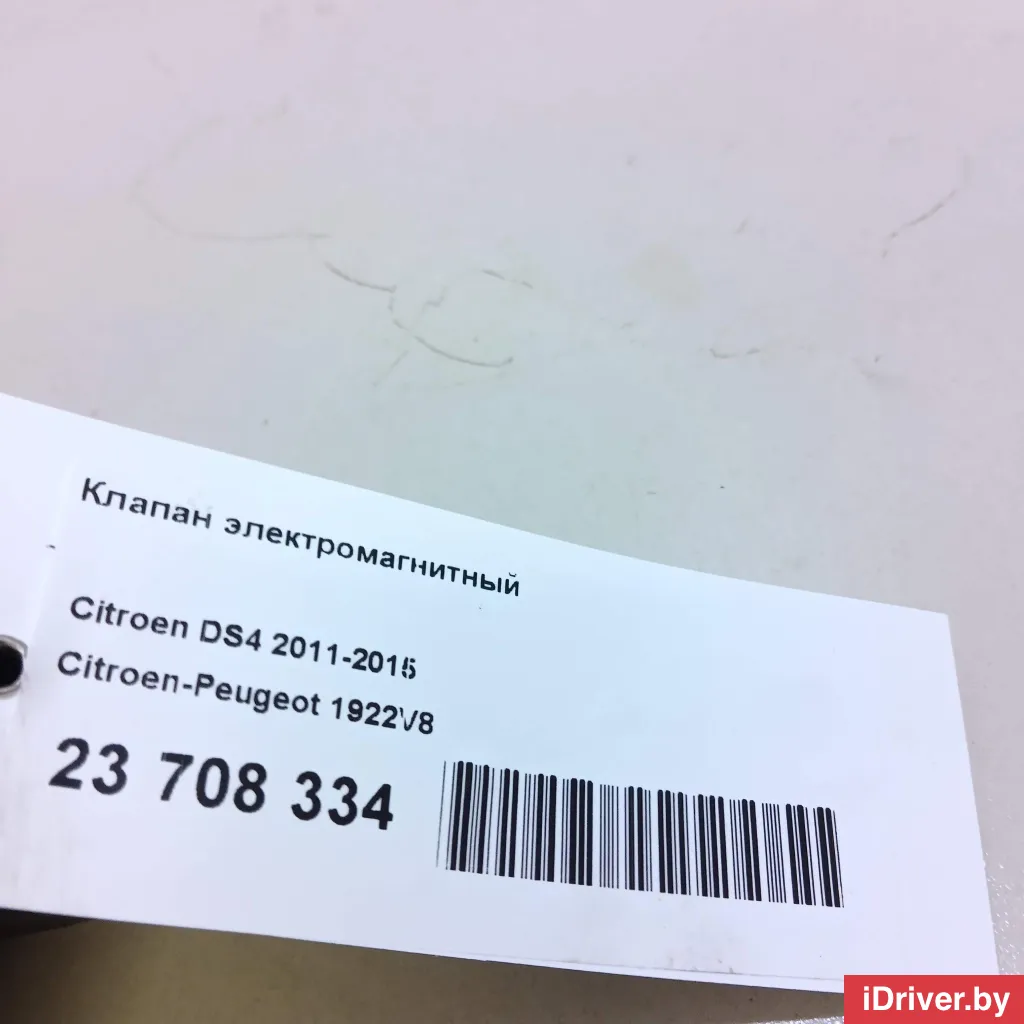 Клапан электромагнитный
Citroen DS4 2011-2015
Citroen-Peugeot 1922V8
23 708 334
iDriver.by